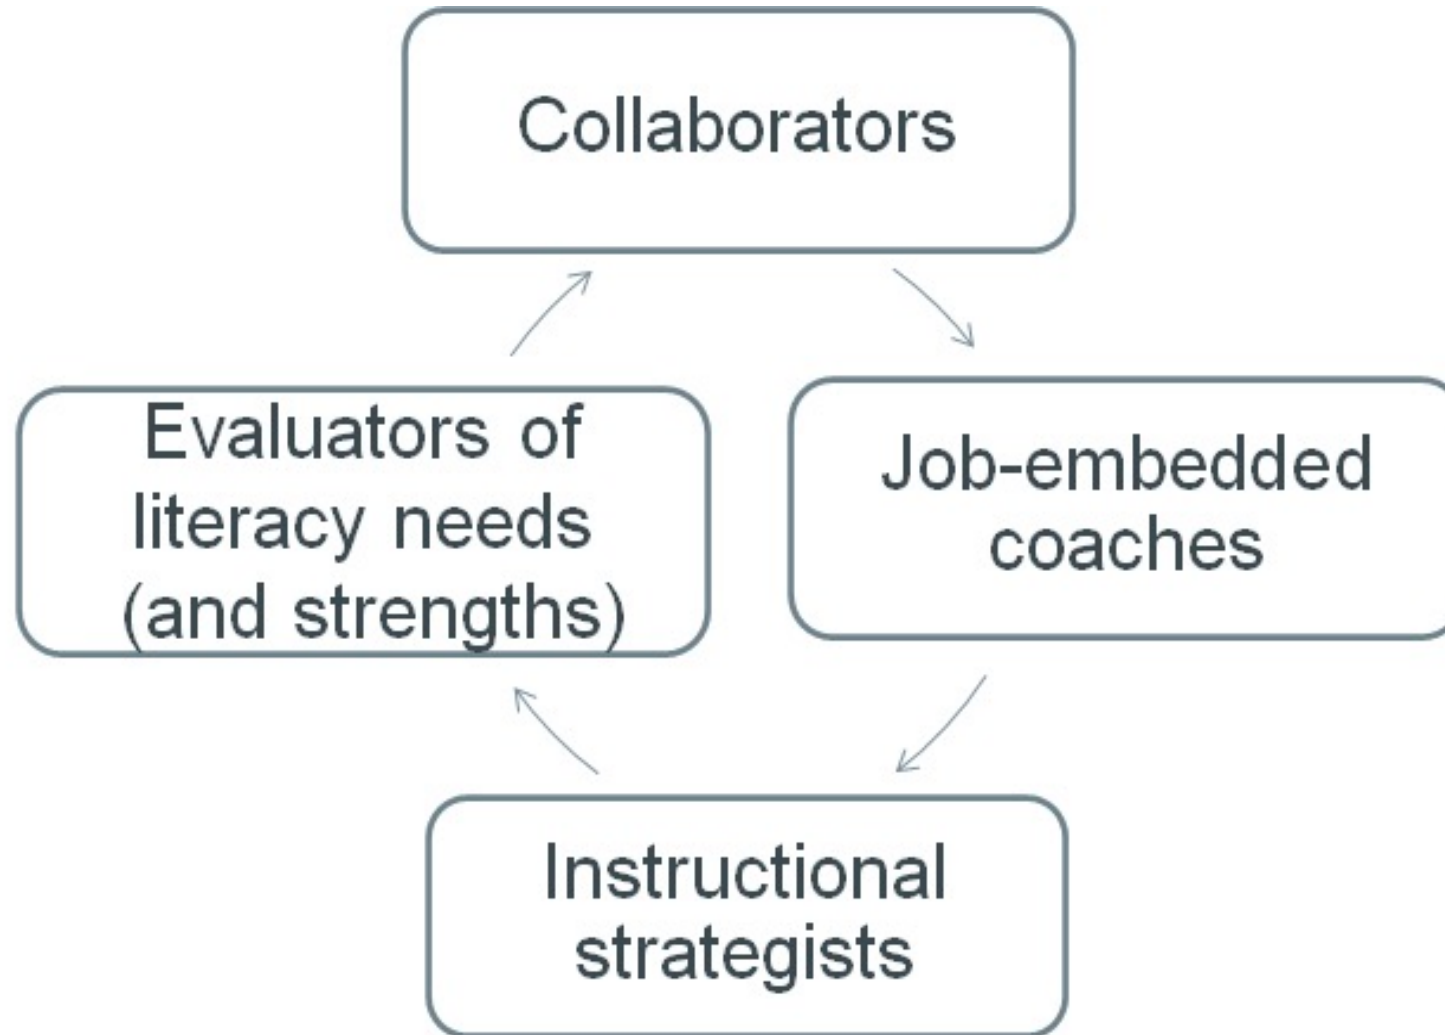 Collaborators
Evaluators of
literacy needs
(and strengths)
Job-embedded
coaches
Instructional
strategists